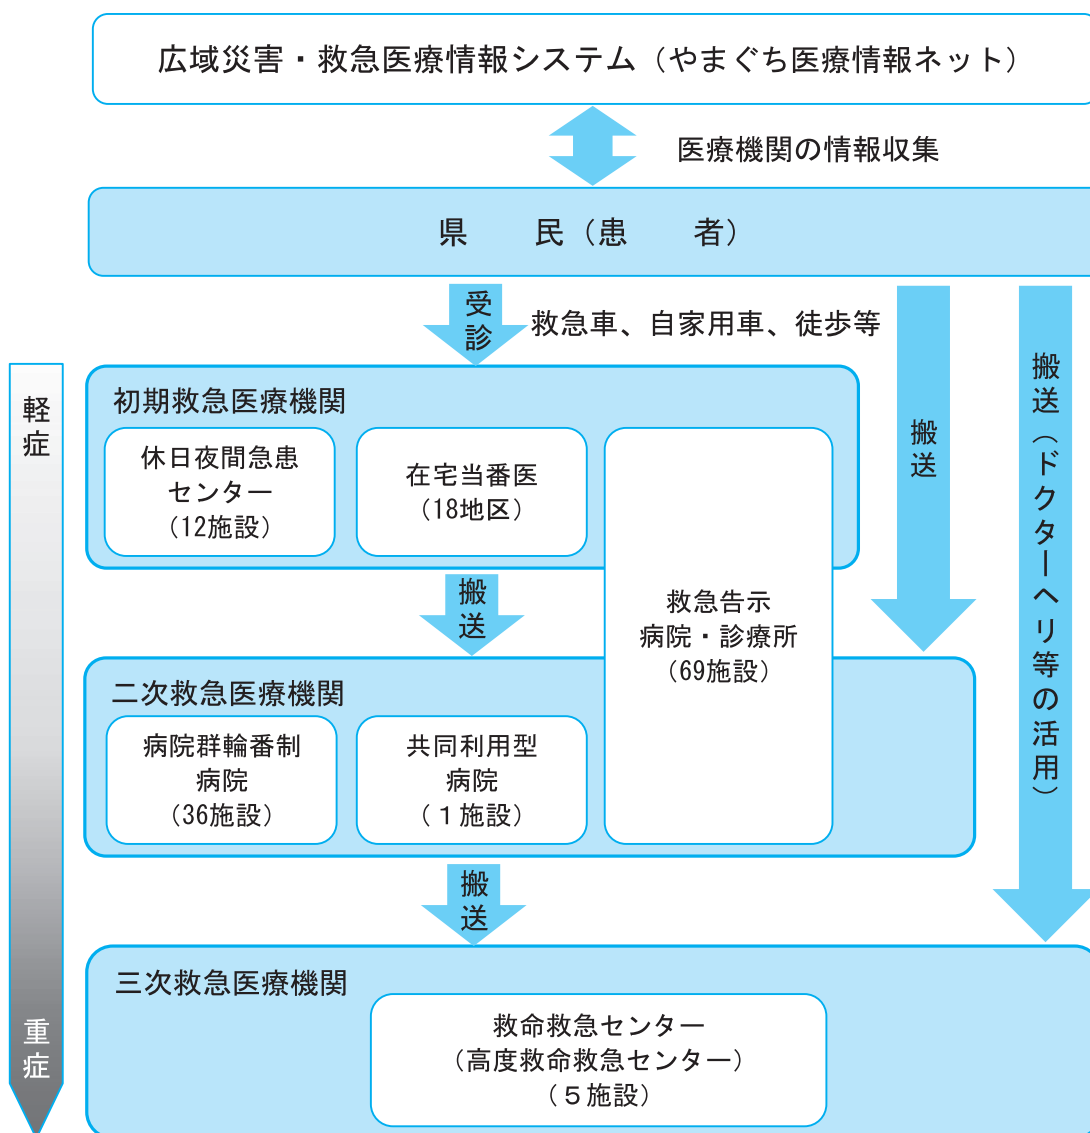 広域災害・救急医療情報システム（やまぐち医療情報ネット）
医療機関の情報収集
県　民（患　者）
受診
救急車、自家用車、徒歩等
搬送
搬送（ドクターヘリ等の活用）
軽症
初期救急医療機関
休日夜間急患
センター
（12施設）
在宅当番医
（18地区）
救急告示
病院・診療所
（69施設）
搬送
二次救急医療機関
病院群輪番制
病院
（36施設）
共同利用型
病院
（１施設）
搬送
三次救急医療機関
救命救急センター
（高度救命救急センター）
（５施設）
重症